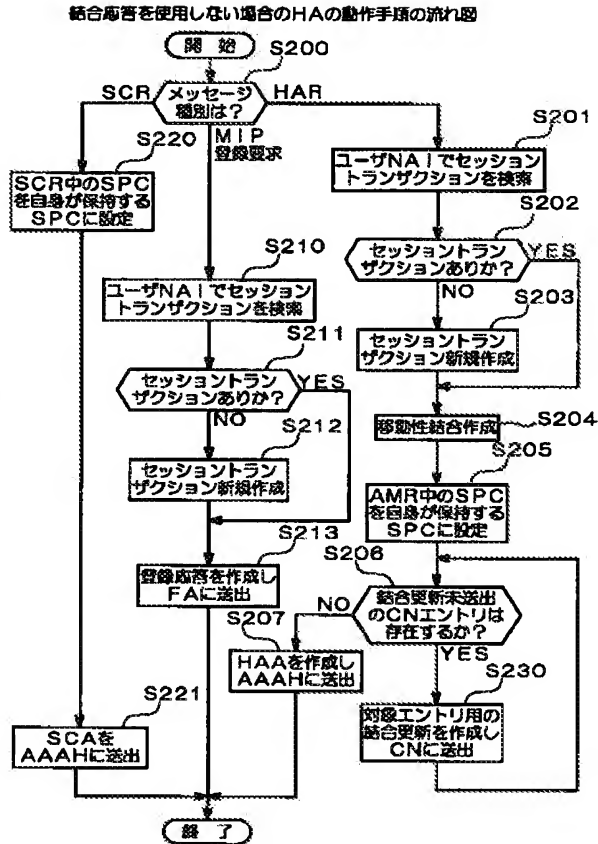 結合応答を使用しない場合のHAの動作手順の流れ図
開 始
S200
メッセージ
種別は?
SCR
HAR
MIP
登録要求
S220
SCR中のSPC
を自身が保持する
SPCに設定
S201
ユーザNAIでセッション
トランザクションを検索
S202
セッショントラン
ザクションありか?
YES
NO
S203
セッショントラン
ザクション新規作成
S210
ユーザNAIでセッション
トランザクションを検索
S211
セッショントラン
ザクションありか?
YES
NO
S212
セッショントラン
ザクション新規作成
S204
移動性結合作成
S205
AMR中のSPC
を自身が保持する
SPCに設定
S213
登録応答を作成し
FAに送出
S206
結合更新未送出
のCNエントリは
存在するか?
NO
YES
S207
HAAを作成し
AAAHに送出
S230
対象エントリ用の
結合更新を作成し
CNに送出
S221
SCAを
AAAHに送出
終 了